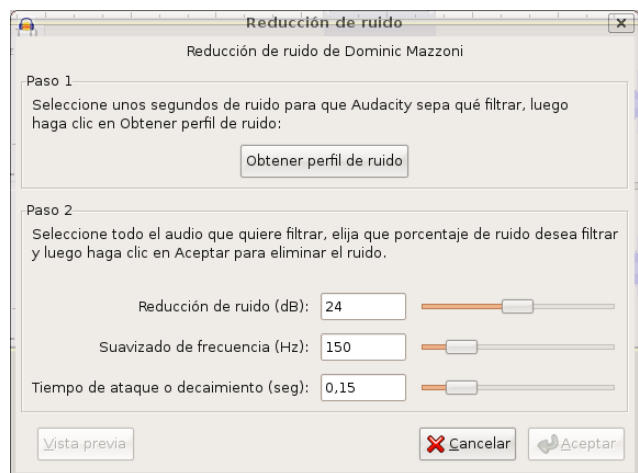 Reducción de ruido
Reducción de ruido de Dominic Mazzoni
Paso 1
Seleccione unos segundos de ruido para que Audacity sepa qué filtrar, luego
haga clic en Obtener perfil de ruido:
Obtener perfil de ruido
Paso 2
Seleccione todo el audio que quiere filtrar, elija que porcentaje de ruido desea filtrar
y luego haga clic en Aceptar para eliminar el ruido.
Reducción de ruido (dB): 24
Suavizado de frecuencia (Hz): 150
Tiempo de ataque o decaimiento (seg): 0,15
Vista previa Cancelar Aceptar